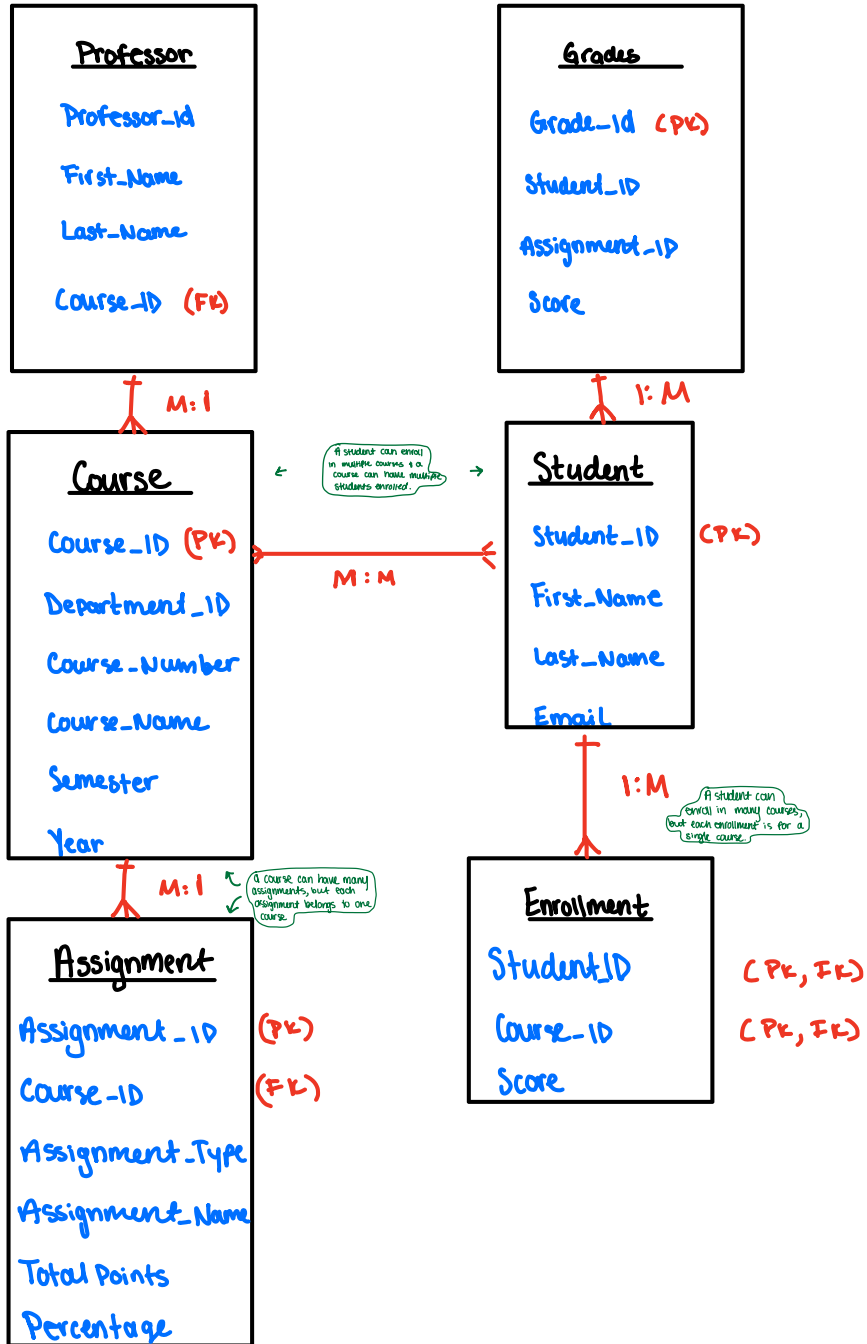 Professor
Professor_Id
First_Name
Last_Name
Course_ID (FK)
M:1
Grades
Grade_Id (PK)
Student_ID
Assignment_ID
Score
1:M
Course
Course_ID (PK)
Department_ID
Course_Number
Course_Name
Semester
Year
A student can enroll
in multiple courses & a
course can have multiple
students enrolled.
M:M
Student
Student_ID (PK)
First_Name
Last_Name
Email
1:M
A student can
enroll in many courses,
but each enrollment is for a
single course.
M:1
a course can have many
assignments, but each
assignment belongs to one
course
Assignment
Assignment_ID (PK)
Course_ID (FK)
Assignment_Type
Assignment_Name
Total Points
Percentage
Enrollment
Student_ID (PK, FK)
Course_ID (PK, FK)
Score